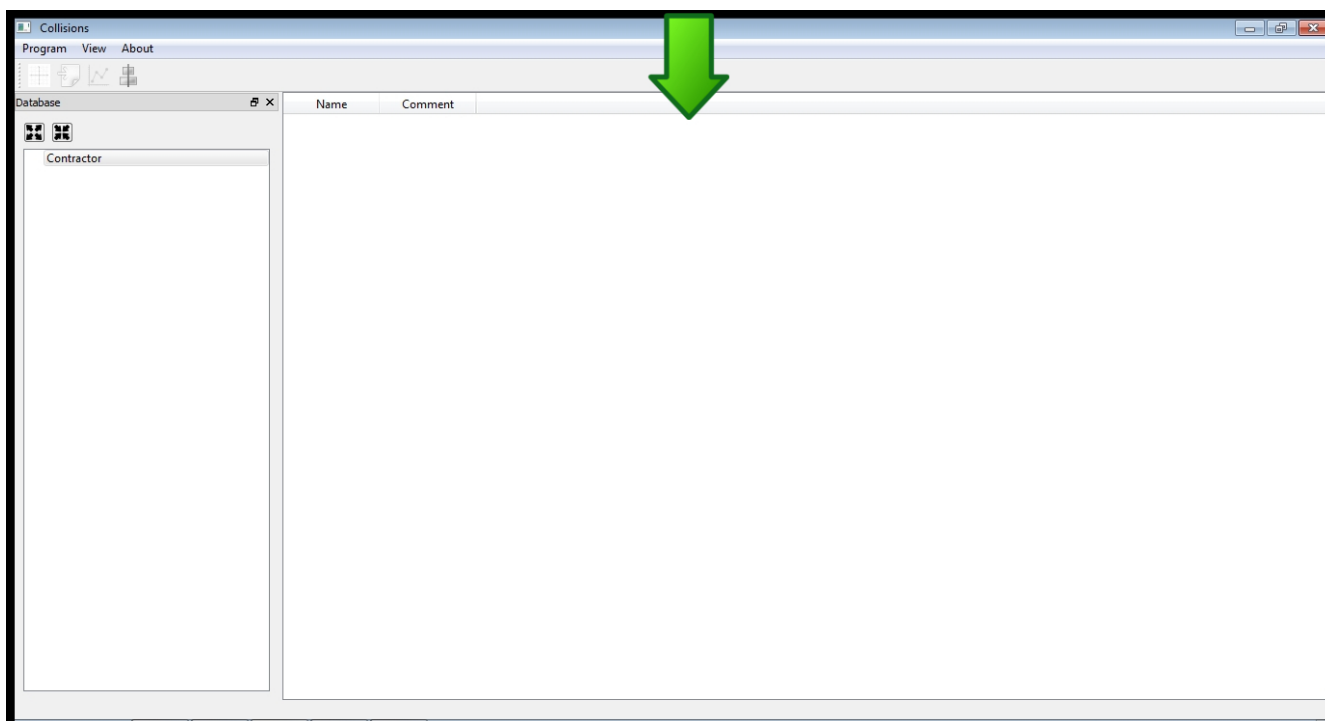 Collisions
Program View About
Database
Name Comment
Contractor